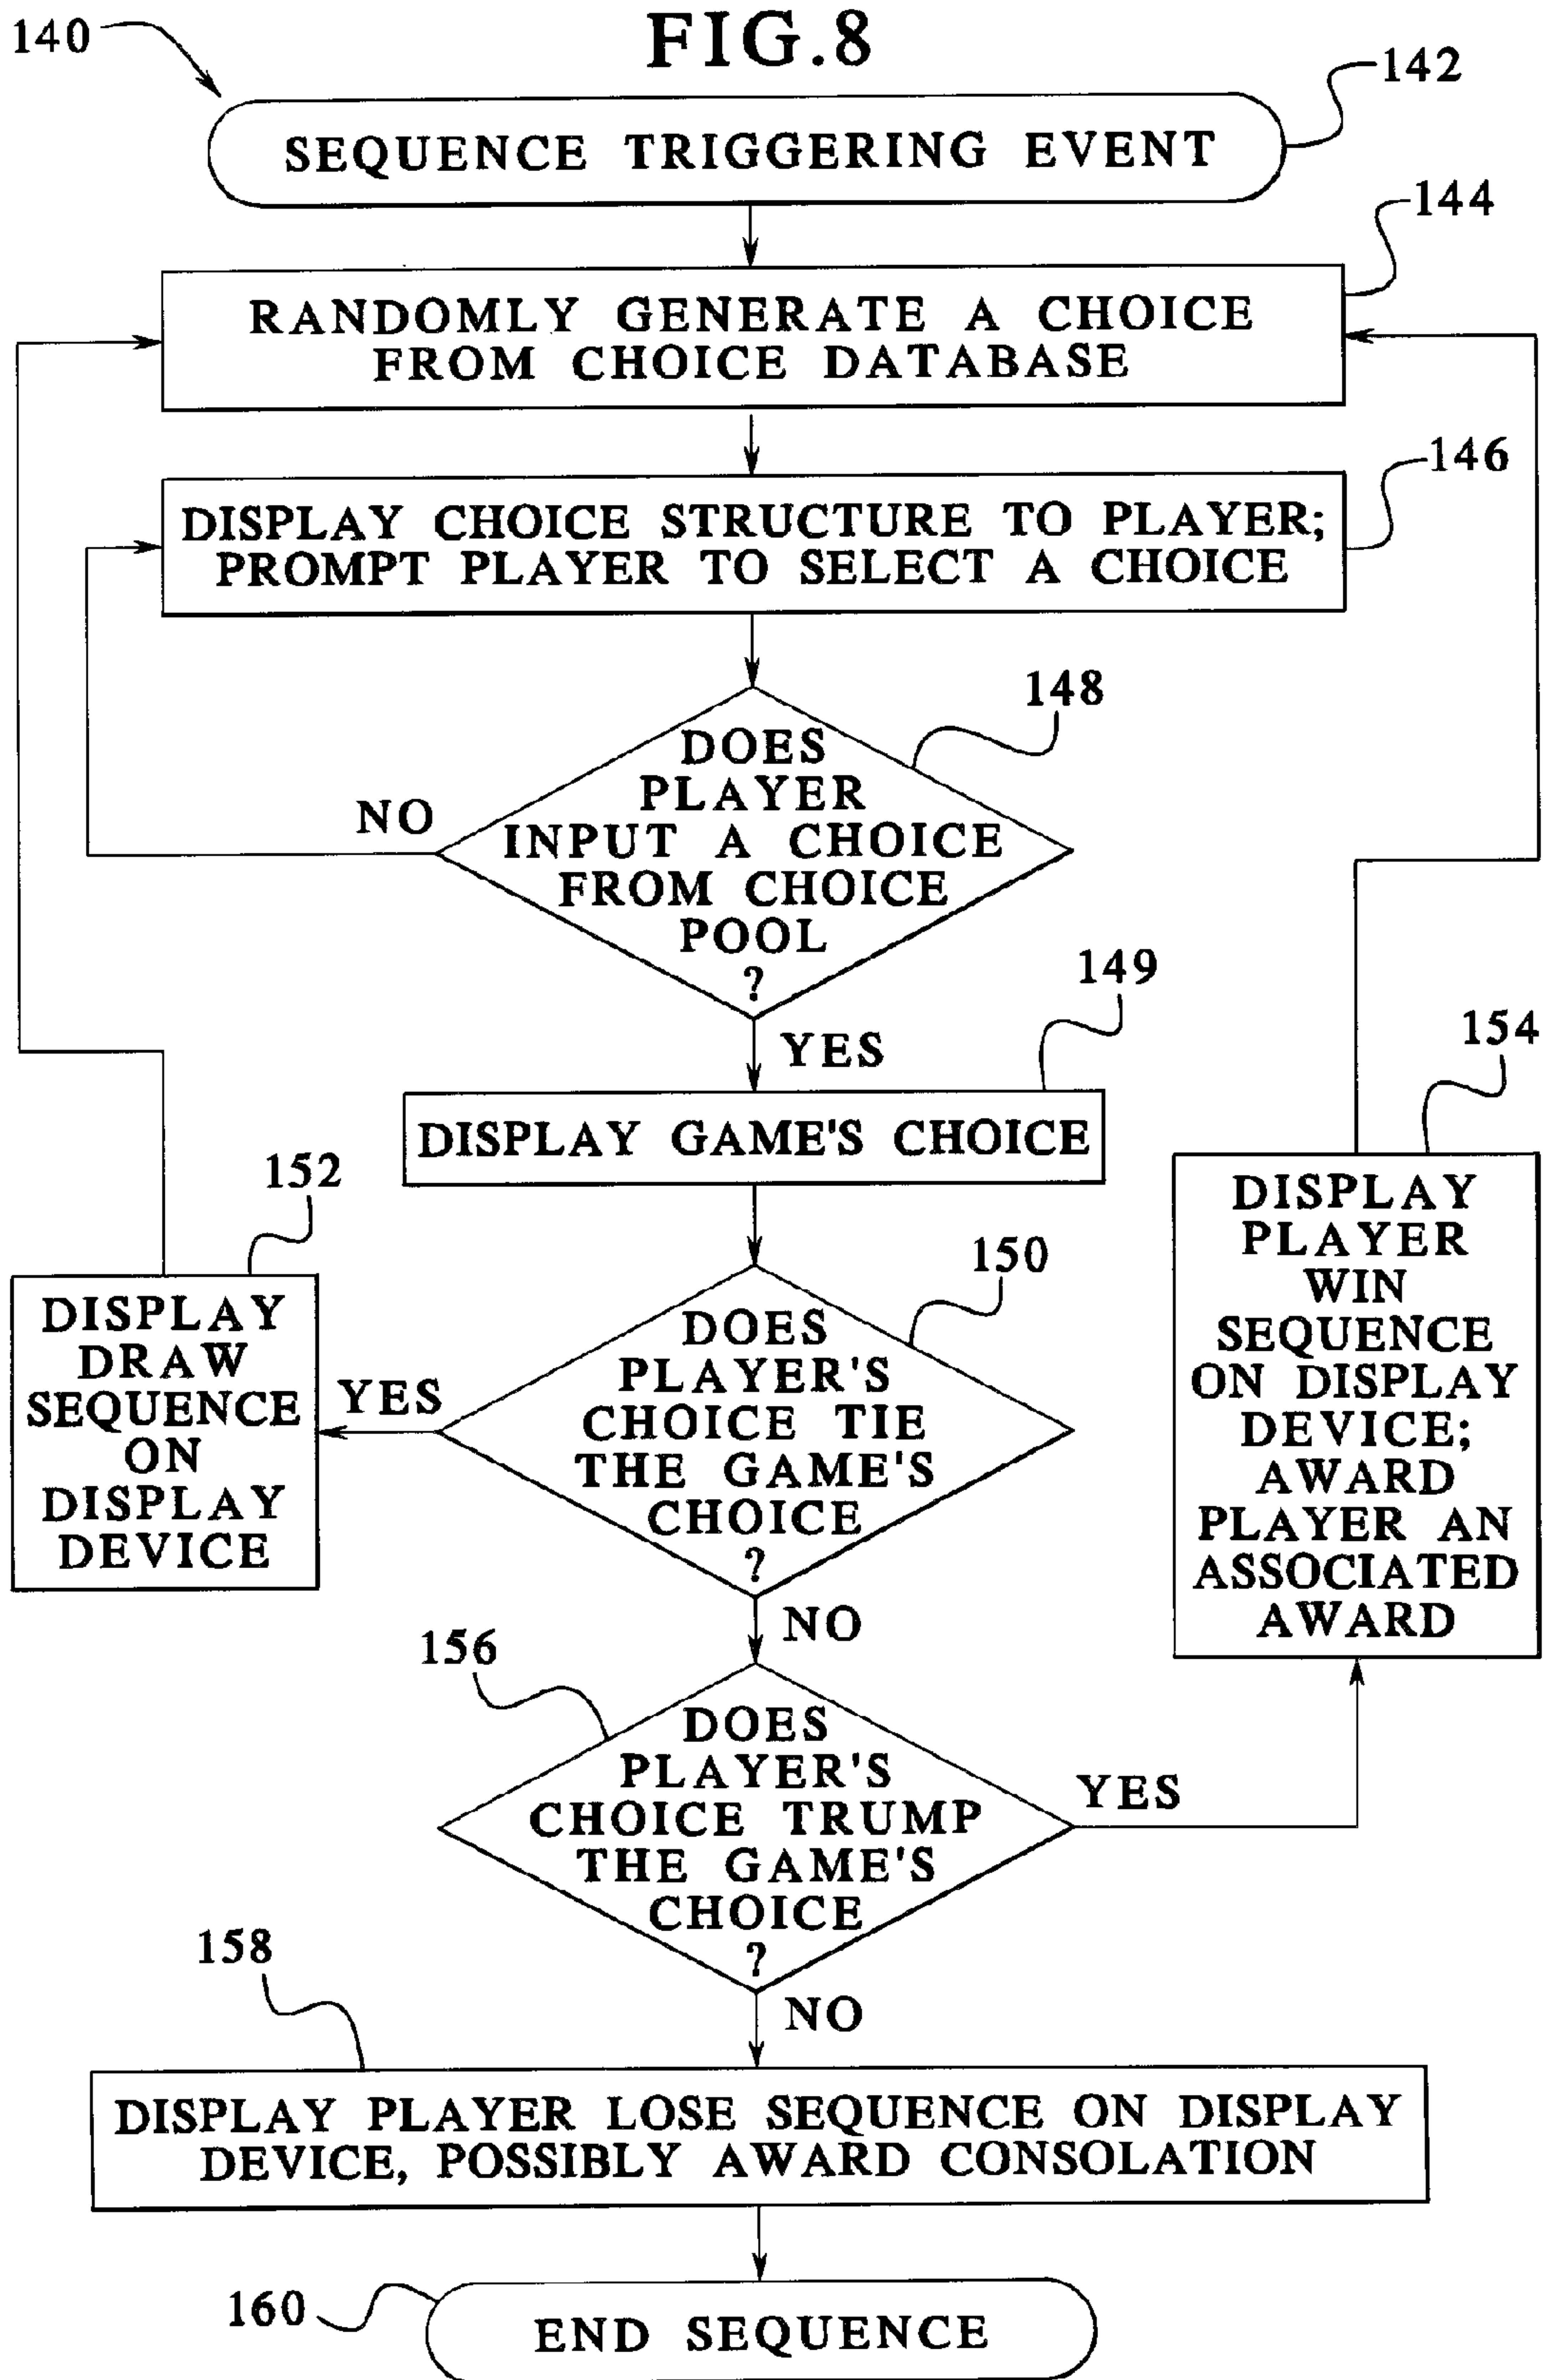 FIG.8
140
142
SEQUENCE TRIGGERING EVENT
144
RANDOMLY GENERATE A CHOICE
FROM CHOICE DATABASE
146
DISPLAY CHOICE STRUCTURE TO PLAYER;
PROMPT PLAYER TO SELECT A CHOICE
148
DOES
PLAYER
INPUT A CHOICE
FROM CHOICE
POOL
?
NO
YES
149
DISPLAY GAME'S CHOICE
154
DISPLAY
PLAYER
WIN
SEQUENCE
ON DISPLAY
DEVICE;
AWARD
PLAYER AN
ASSOCIATED
AWARD
152
DISPLAY
DRAW
SEQUENCE
ON
DISPLAY
DEVICE
YES
150
DOES
PLAYER'S
CHOICE TIE
THE GAME'S
CHOICE
?
NO
156
DOES
PLAYER'S
CHOICE TRUMP
THE GAME'S
CHOICE
?
YES
NO
158
DISPLAY PLAYER LOSE SEQUENCE ON DISPLAY
DEVICE, POSSIBLY AWARD CONSOLATION
160
END SEQUENCE